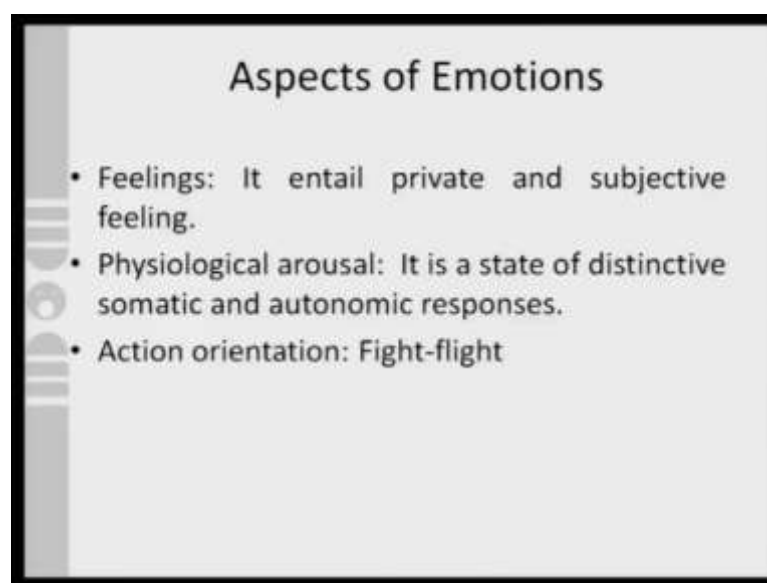 Aspects of Emotions
• Feelings: It entail private and subjective
feeling.
• Physiological arousal: It is a state of distinctive
somatic and autonomic responses.
• Action orientation: Fight-flight